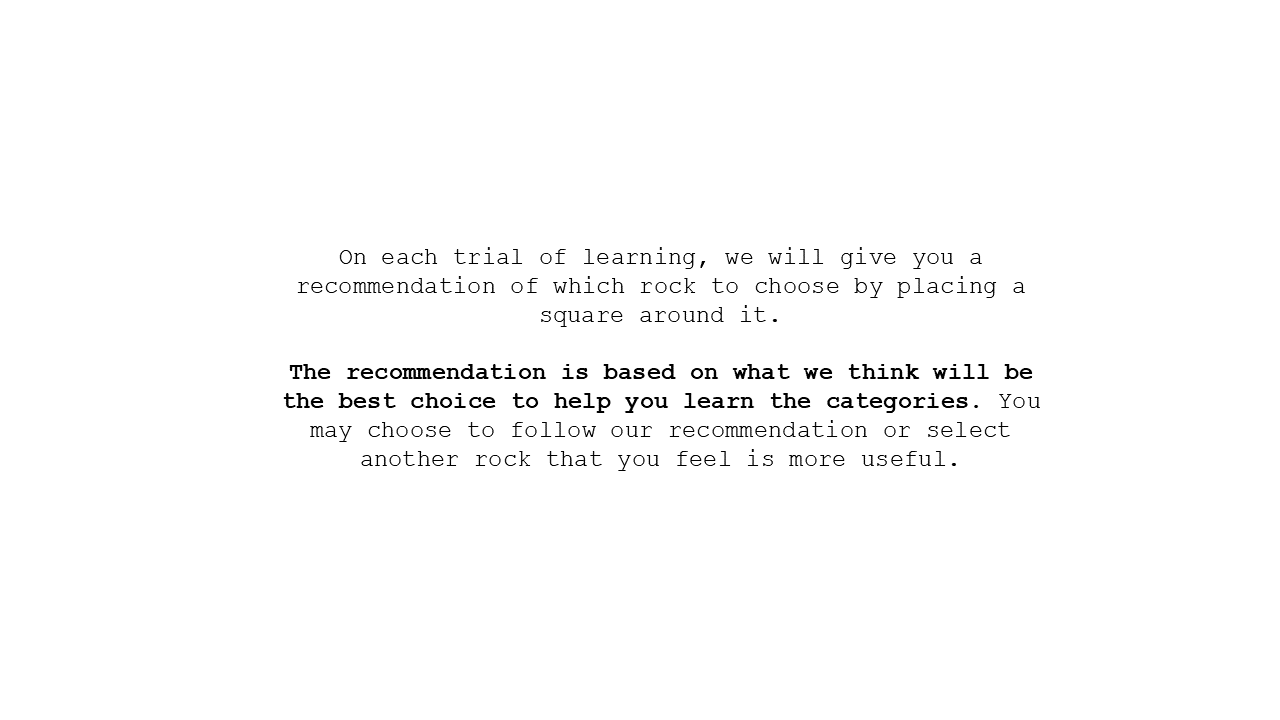 On each trial of learning, we will give you a
recommendation of which rock to choose by placing a
square around it.
The recommendation is based on what we think will be
the best choice to help you learn the categories. You
may choose to follow our recommendation or select
another rock that you feel is more useful.